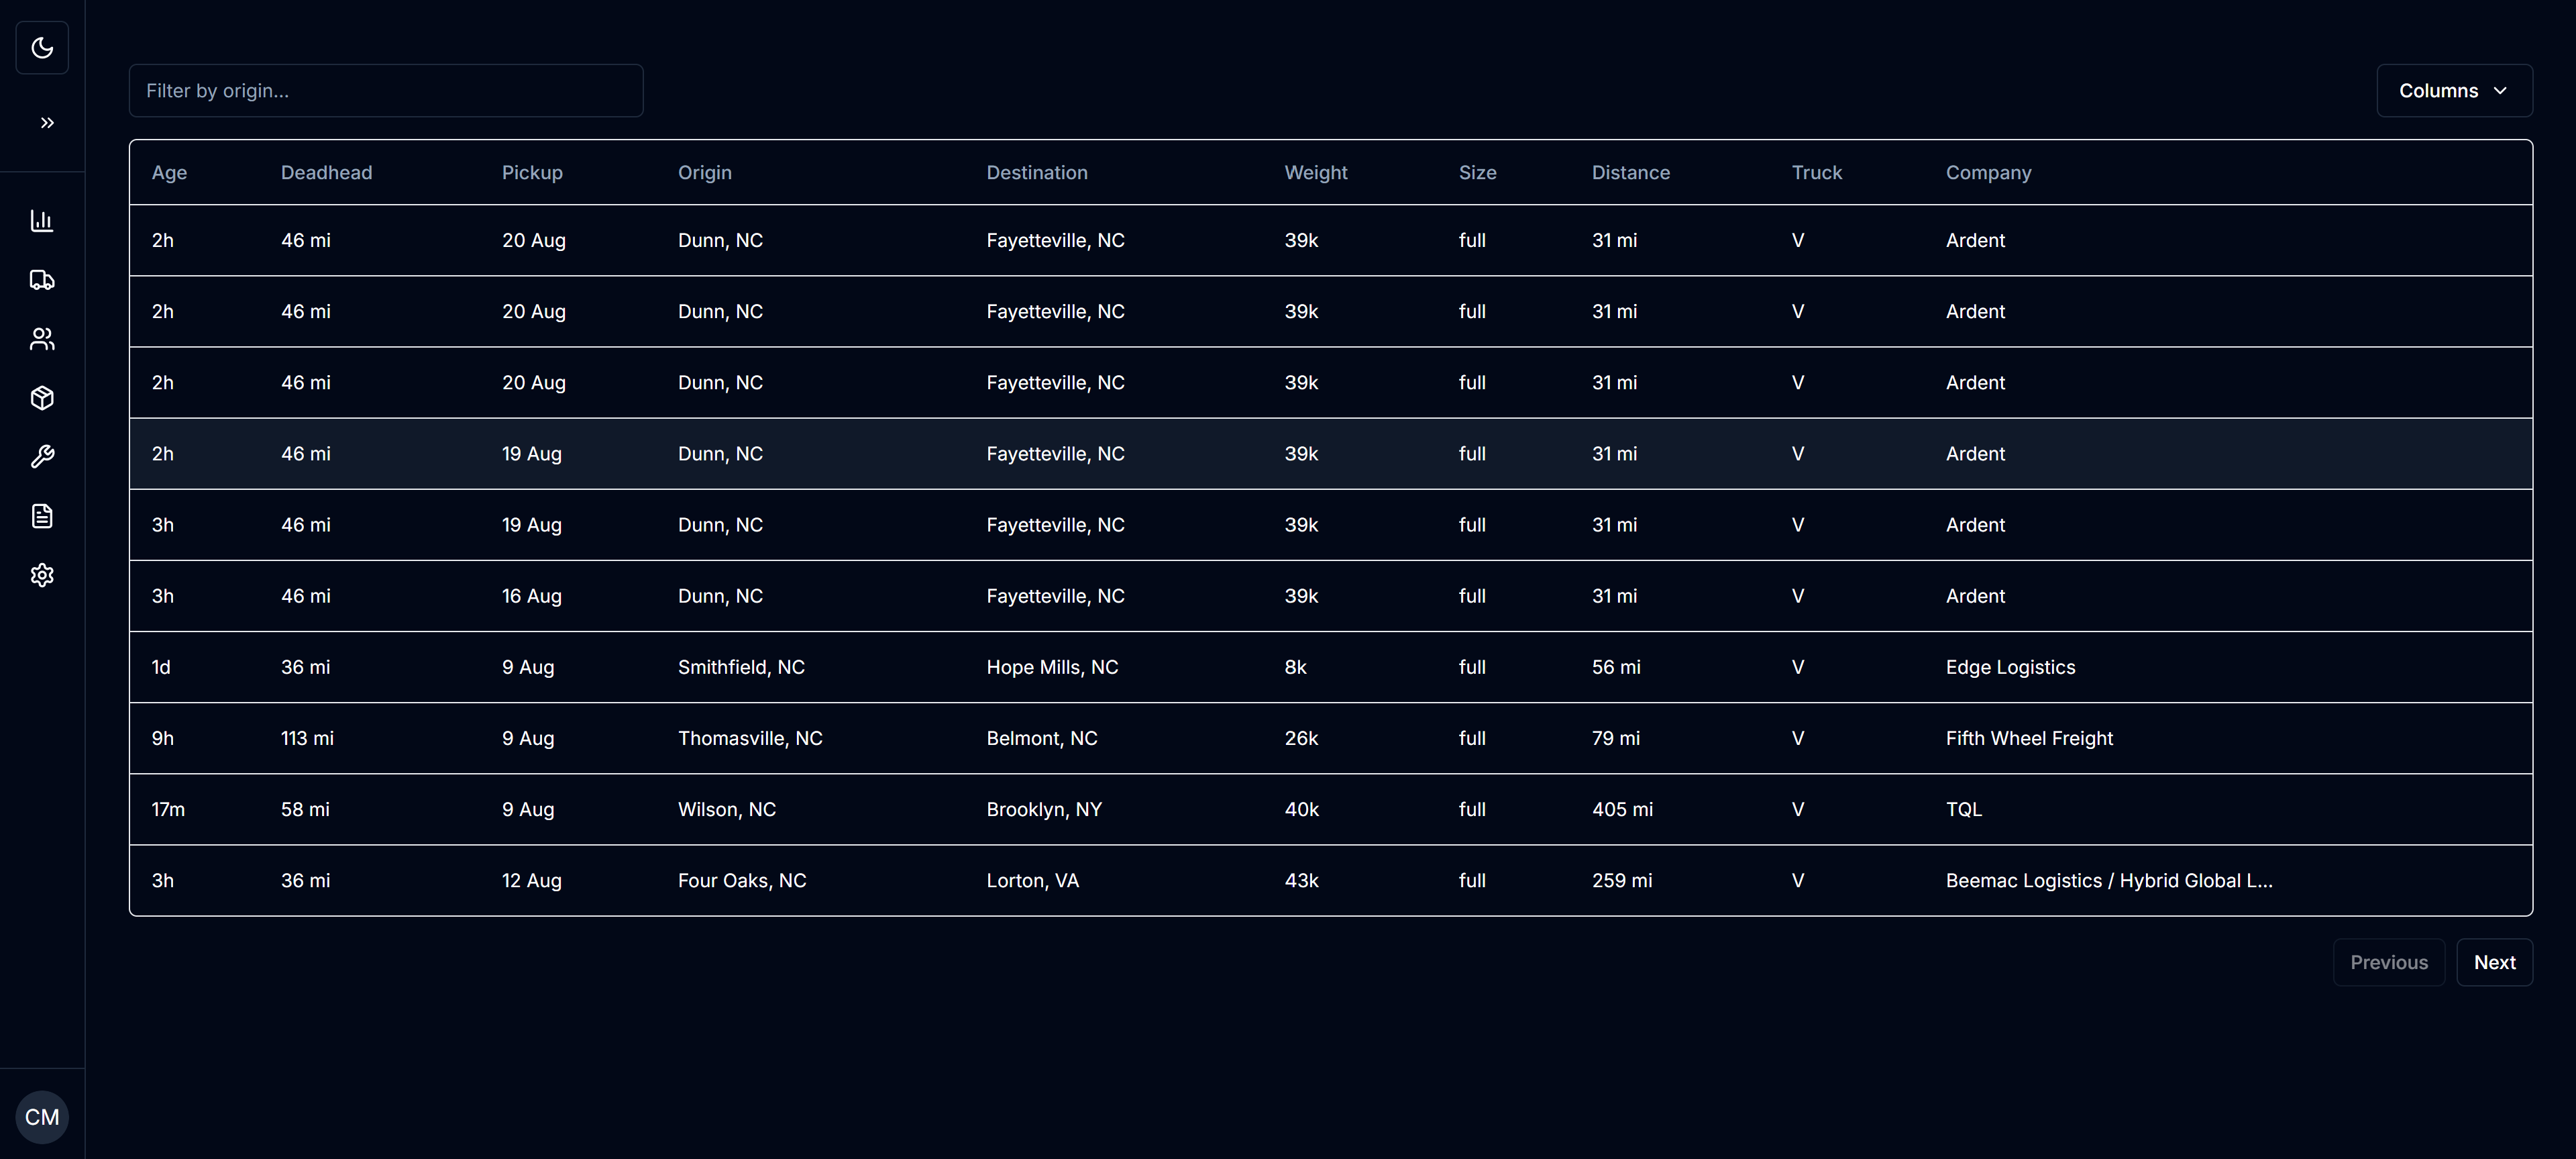 Filter by origin...
Columns
Age Deadhead Pickup Origin Destination Weight Size Distance Truck Company
2h 46 mi 20 Aug Dunn, NC Fayetteville, NC 39k full 31 mi V Ardent
2h 46 mi 20 Aug Dunn, NC Fayetteville, NC 39k full 31 mi V Ardent
2h 46 mi 20 Aug Dunn, NC Fayetteville, NC 39k full 31 mi V Ardent
2h 46 mi 19 Aug Dunn, NC Fayetteville, NC 39k full 31 mi V Ardent
3h 46 mi 19 Aug Dunn, NC Fayetteville, NC 39k full 31 mi V Ardent
3h 46 mi 16 Aug Dunn, NC Fayetteville, NC 39k full 31 mi V Ardent
1d 36 mi 9 Aug Smithfield, NC Hope Mills, NC 8k full 56 mi V Edge Logistics
9h 113 mi 9 Aug Thomasville, NC Belmont, NC 26k full 79 mi V Fifth Wheel Freight
17m 58 mi 9 Aug Wilson, NC Brooklyn, NY 40k full 405 mi V TQL
3h 36 mi 12 Aug Four Oaks, NC Lorton, VA 43k full 259 mi V Beemac Logistics / Hybrid Global L...
Previous Next
CM